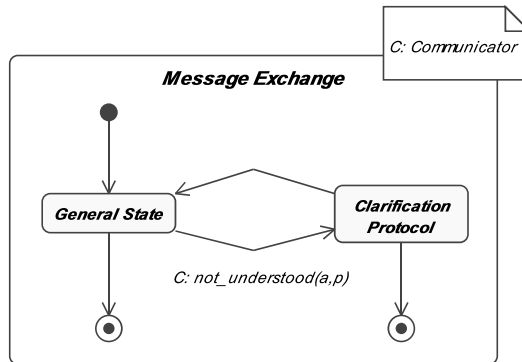 C: Communicator
Message Exchange
General State
Clarification
Protocol
C: not_understood(a,p)